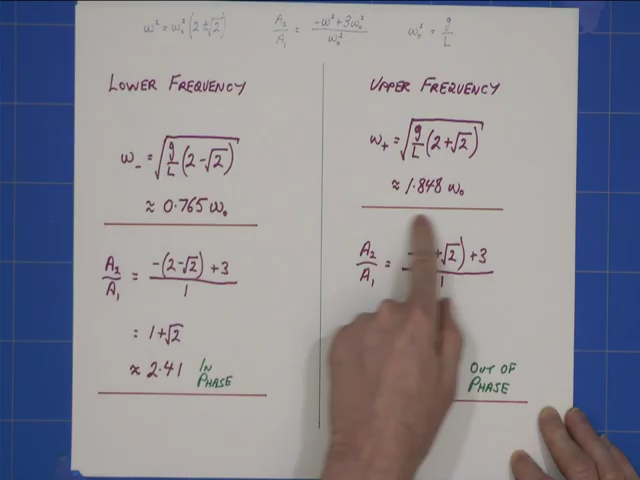 ω² = ω₀²(2±√2) A₂/A₁ = (-ω²+3ω₀²)/ω₀² ω₀² = g/L
LOWER FREQUENCY
ω₋ = √(g/L (2-√2))
≈ 0.765 ω₀
A₂/A₁ = (-(2-√2)+3)/1
= 1+√2
≈ 2.41 IN PHASE
UPPER FREQUENCY
ω₊ = √(g/L (2+√2))
≈ 1.848 ω₀
A₂/A₁ = +√2)+3 / 1
OUT OF
PHASE